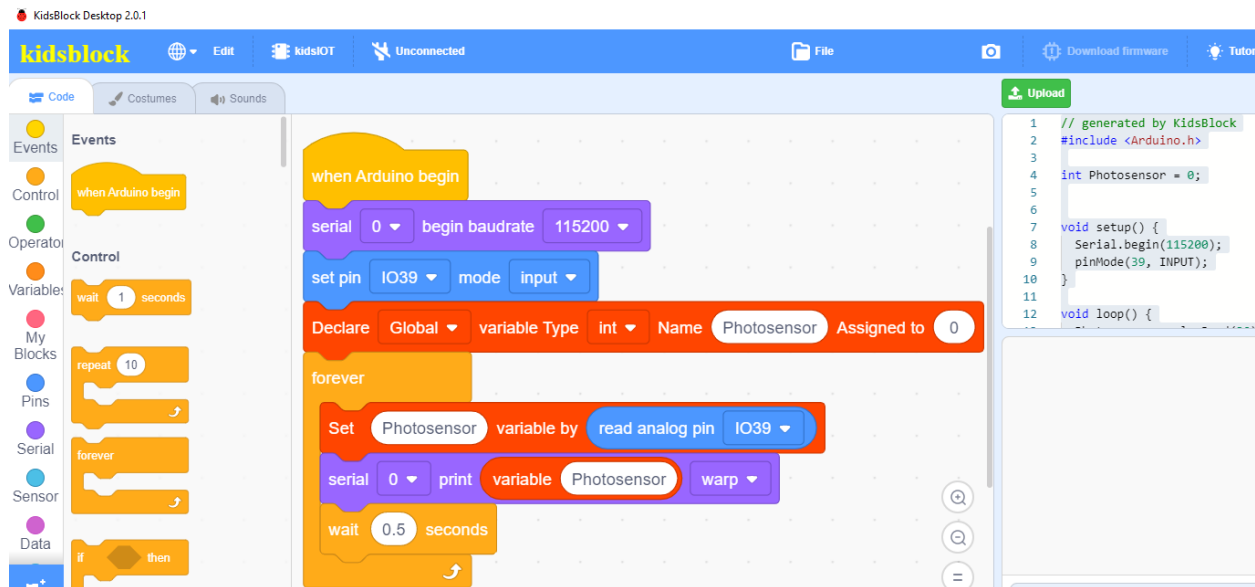 KidsBlock Desktop 2.0.1
kidsblock Edit kidsIOT Unconnected File Download firmware
Code Costumes Sounds Upload
Events
Control
Variables
My
Blocks
Pins
Serial
Sensor
Data
Events
when Arduino begin
Control
wait 1 seconds
repeat 10
forever
if then
when Arduino begin
serial 0 begin baudrate 115200
set pin IO39 mode input
Declare Global variable Type int Name Photosensor Assigned to 0
forever
Set Photosensor variable by read analog pin IO39
serial 0 print variable Photosensor warp
wait 0.5 seconds
1 // generated by KidsBlock
2 #include <Arduino.h>
3
4 int Photosensor = 0;
5
6
7 void setup() {
8 Serial.begin(115200);
9 pinMode(39, INPUT);
10 }
11
12 void loop() {